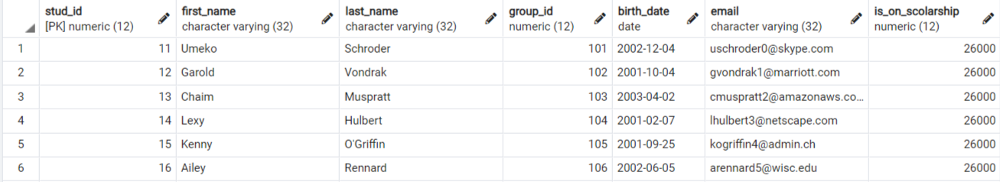 stud_id first_name last_name group_id birth_date email is_on_scolarship
[PK] numeric (12) character varying (32) character varying (32) numeric (12) date character varying (32) numeric (12)
1 11 Umeko Schroder 101 2002-12-04 uschroder0@skype.com 26000
2 12 Garold Vondrak 102 2001-10-04 gvondrak1@marriott.com 26000
3 13 Chaim Muspratt 103 2003-04-02 cmuspratt2@amazonaws.co... 26000
4 14 Lexy Hulbert 104 2001-02-07 lhulbert3@netscape.com 26000
5 15 Kenny O'Griffin 105 2001-09-25 kogriffin4@admin.ch 26000
6 16 Ailey Rennard 106 2002-06-05 arennard5@wisc.edu 26000